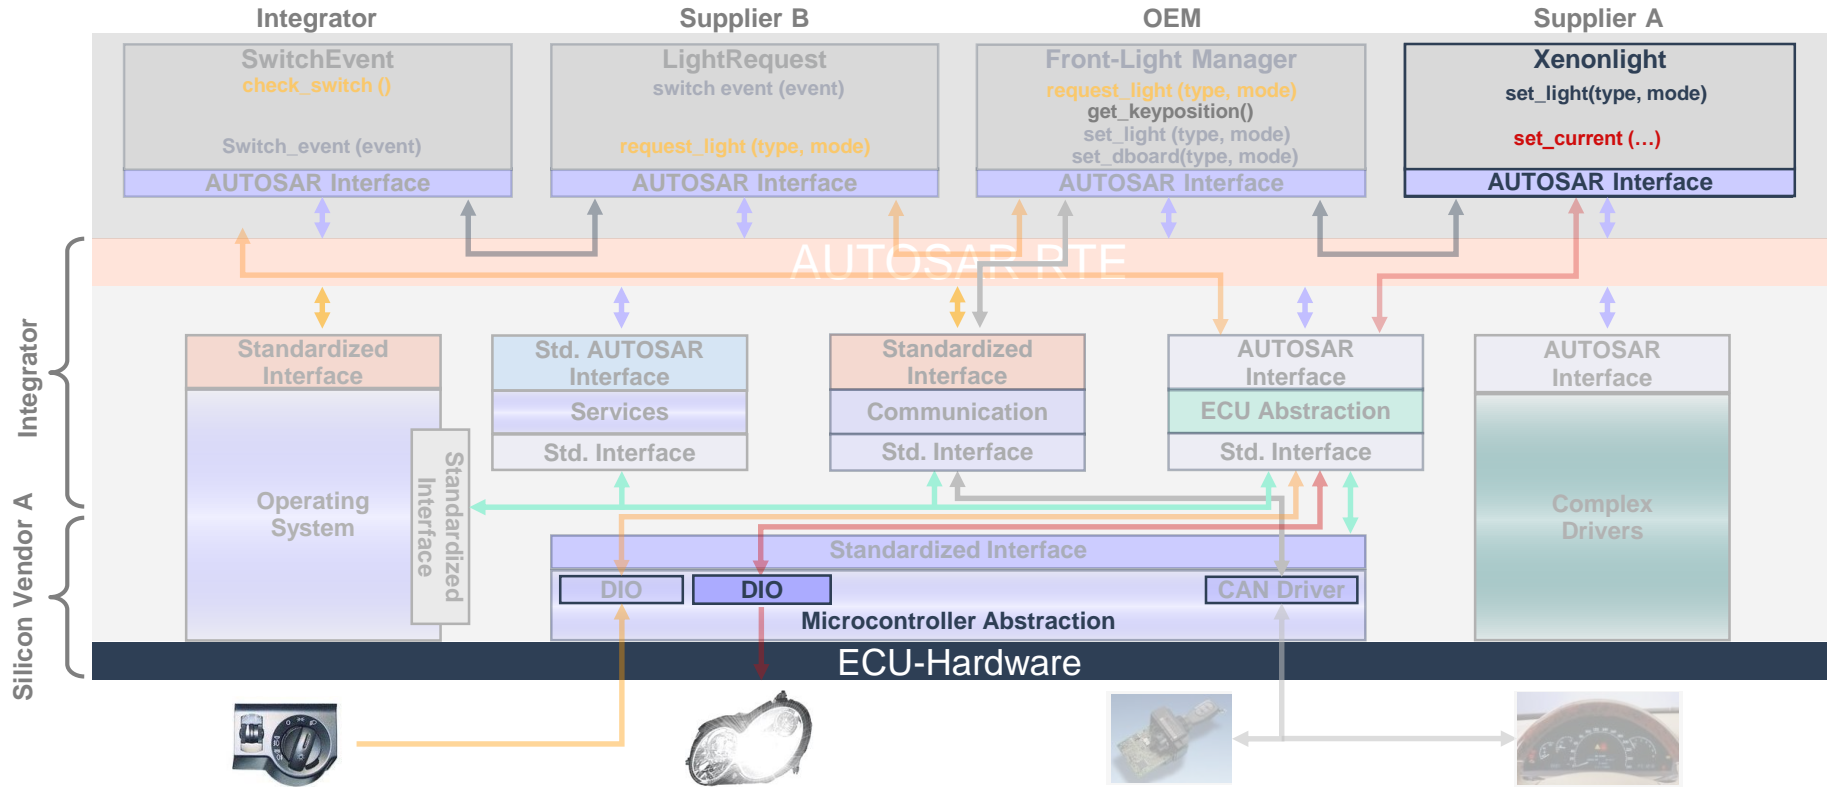 Integrator
Supplier B
OEM
Supplier A
SwitchEvent
check_switch ()
Switch_event (event)
AUTOSAR Interface
LightRequest
switch event (event)
request_light (type, mode)
AUTOSAR Interface
Front-Light Manager
request_light (type, mode)
get_keyposition()
set_light (type, mode)
set_dboard(type, mode)
AUTOSAR Interface
Xenonlight
set_light(type, mode)
set_current (…)
AUTOSAR Interface
AUTOSAR RTE
Integrator
Silicon Vendor A
Standardized
Interface
Operating
System
Standardized
Interface
Std. AUTOSAR
Interface
Services
Std. Interface
Standardized
Interface
Communication
Std. Interface
AUTOSAR
Interface
ECU Abstraction
Std. Interface
AUTOSAR
Interface
Complex
Drivers
Standardized Interface
DIO
DIO
CAN Driver
Microcontroller Abstraction
ECU-Hardware